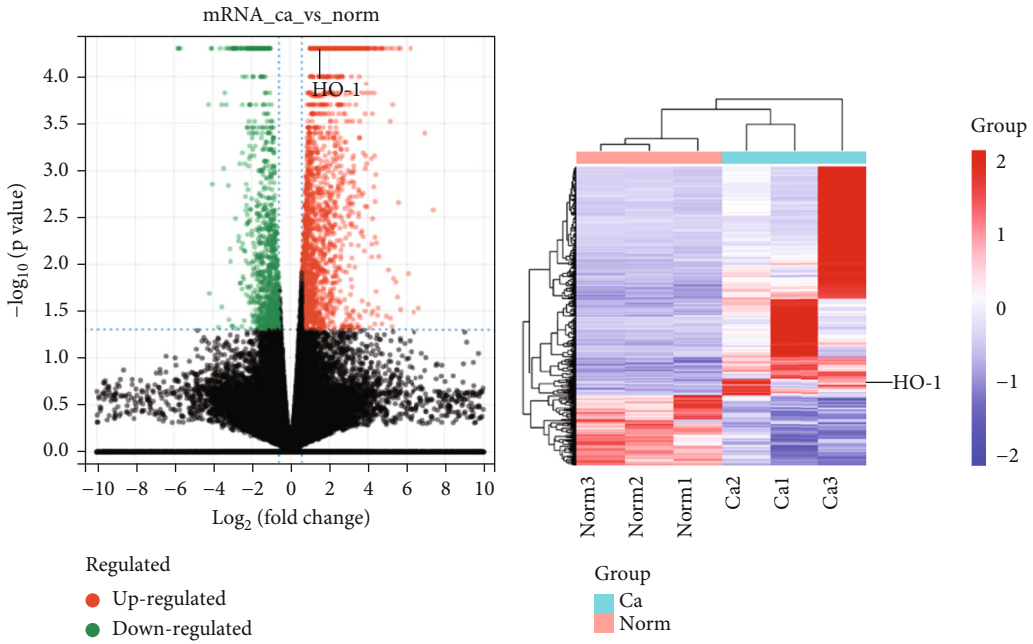 mRNA_ca_vs_norm
4.0
3.5
3.0
2.5
2.0
1.5
1.0
0.5
0.0
−log10 (p value)
HO-1
−10 −8 −6 −4 −2 0 2 4 6 8 10
Log2 (fold change)
Regulated
Up-regulated
Down-regulated
HO-1
Norm3 Norm2 Norm1 Ca2 Ca1 Ca3
Group
Ca
Norm
Group
2
1
0
−1
−2